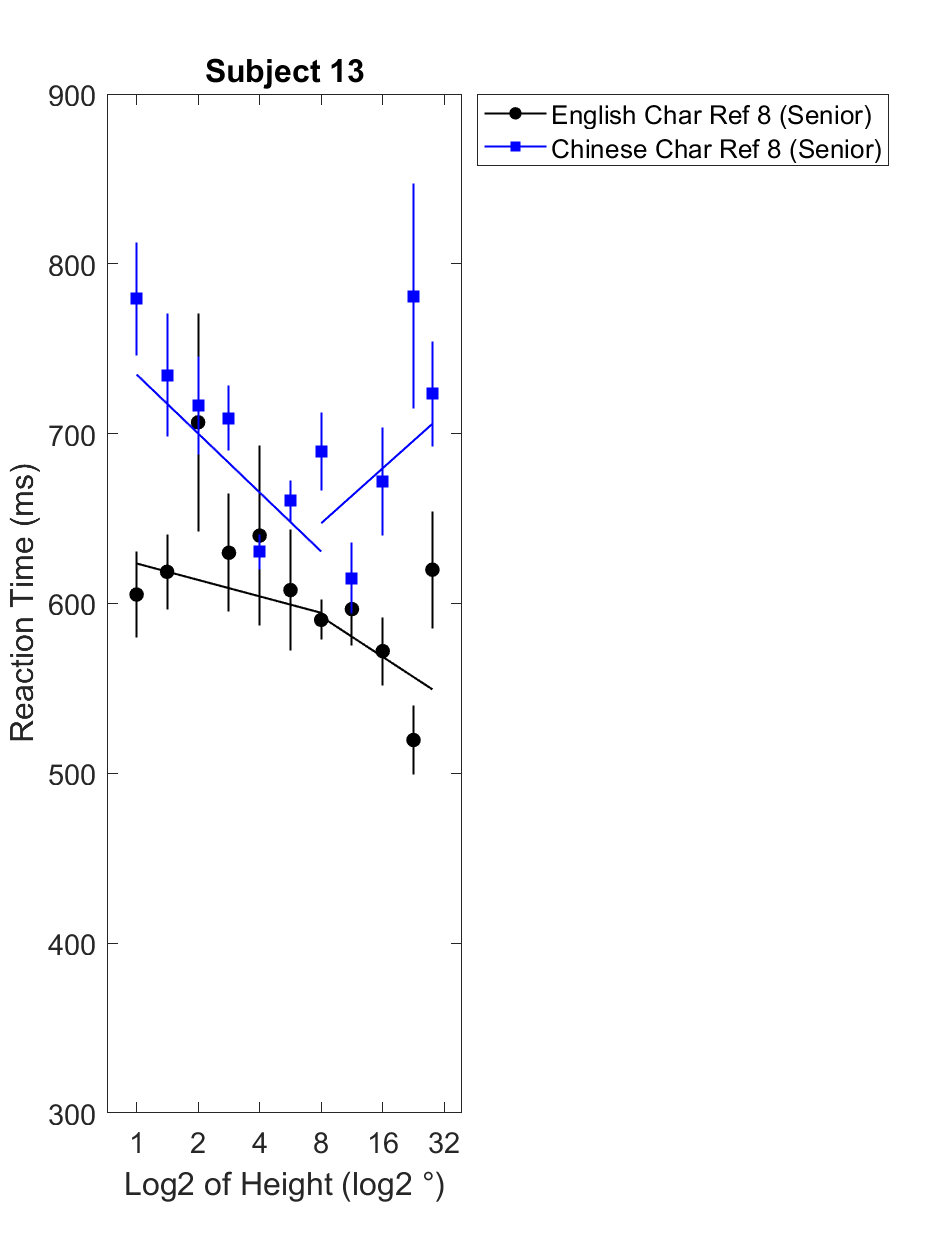 Subject 13
900
800
700
600
500
400
300
Reaction Time (ms)
1 2 4 8 16 32
Log2 of Height (log2 °)
English Char Ref 8 (Senior)
Chinese Char Ref 8 (Senior)